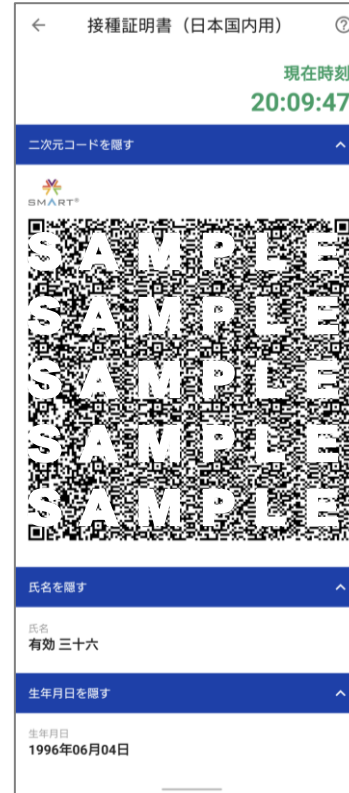 接種証明書（日本国内用）
現在時刻
20:09:47
二次元コードを隠す
SMART®
SAMPLE
SAMPLE
SAMPLE
SAMPLE
SAMPLE
氏名を隠す
氏名
有効 三十六
生年月日を隠す
生年月日
1996年06月04日